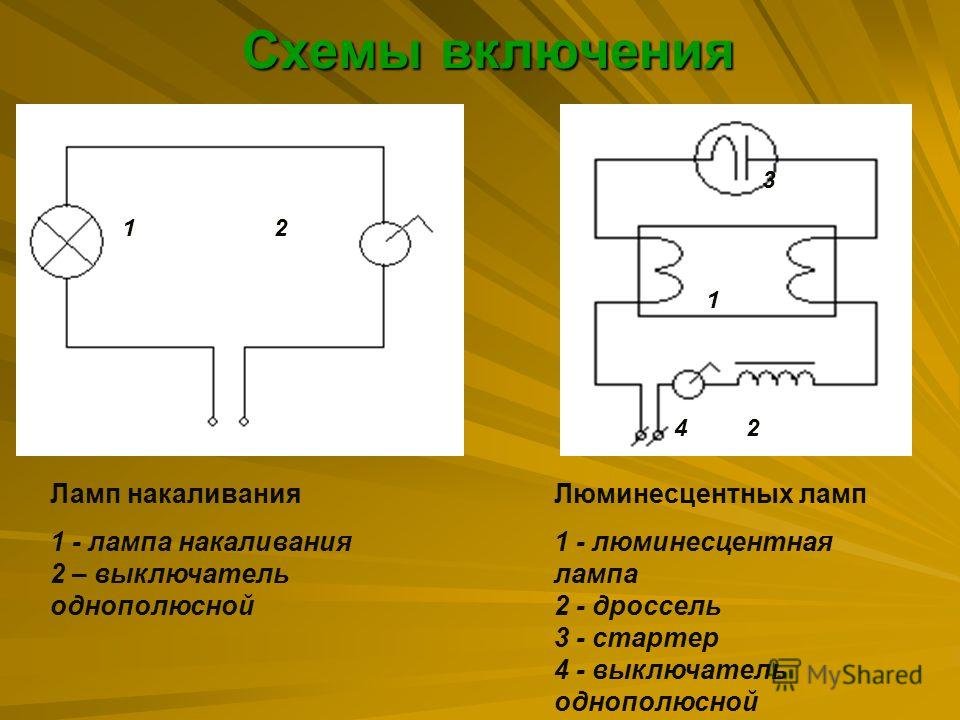 Схемы включения
1 2
3
1
4 2
Ламп накаливания
1 - лампа накаливания
2 – выключатель
однополюсной
Люминесцентных ламп
1 - люминесцентная
лампа
2 - дроссель
3 - стартер
4 - выключатель
однополюсной
MyShared